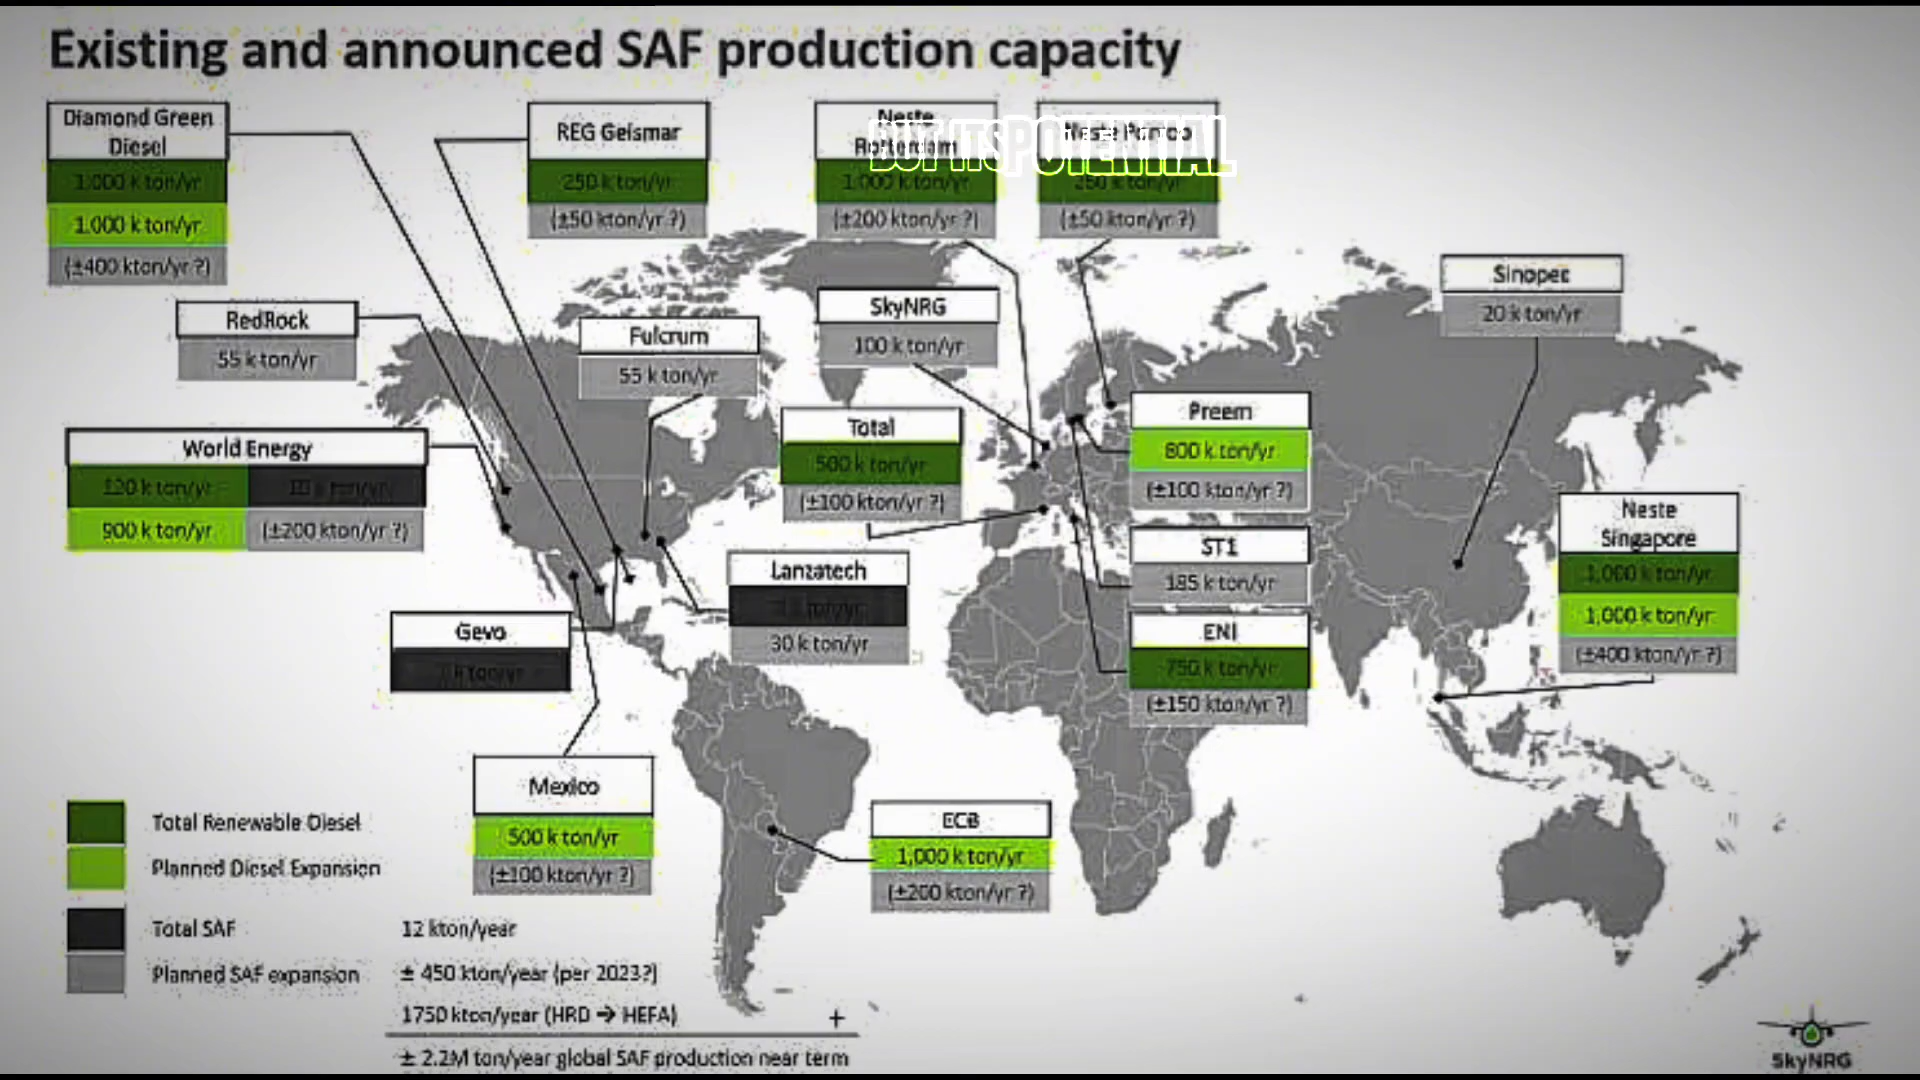 Existing and announced SAF production capacity
Diamond Green
Diesel
1.000 k ton/yr
1.000 k ton/yr
(±400 kton/yr ?)
REG Geismar
250 k ton/yr
(±50 kton/yr ?)
Neste
Rotterdam
1.000 k ton/yr
(±200 kton/yr ?)
Neste Porvoo
250 k ton/yr
(±50 kton/yr ?)
BUT ITS POTENTIAL
Sinopec
20 k ton/yr
RedRock
55 k ton/yr
Fulcrum
55 k ton/yr
SkyNRG
100 k ton/yr
World Energy
120 k ton/yr
900 k ton/yr
(±200 kton/yr ?)
Total
500 k ton/yr
(±100 kton/yr ?)
Preem
800 k ton/yr
(±100 kton/yr ?)
ST1
185 k ton/yr
ENI
750 k ton/yr
(±150 kton/yr ?)
Neste
Singapore
1,000 k ton/yr
1,000 k ton/yr
(±400 kton/yr ?)
Lanzatech
30 k ton/yr
Gevo
k ton/yr
Mexico
500 k ton/yr
(±100 kton/yr ?)
ECB
1,000 k ton/yr
(±200 kton/yr ?)
Total Renewable Diesel
Planned Diesel Expansion
Total SAF 12 kton/year
Planned SAF expansion ± 450 kton/year (per 2023?)
1750 kton/year (HRD → HEFA) +
± 2.2M ton/year global SAF production near term
SkyNRG